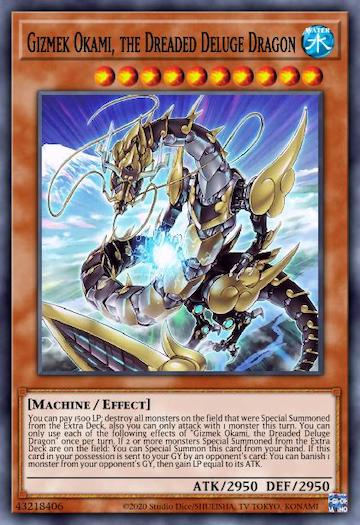 Gizmek Okami, the Dreaded Deluge Dragon
WATER
水
[Machine / Effect]
You can pay 1500 LP; destroy all monsters on the field that were Special Summoned
from the Extra Deck, also you can only attack with 1 monster this turn. You can
only use each of the following effects of "Gizmek Okami, the Dreaded Deluge
Dragon" once per turn. If 2 or more monsters Special Summoned from the Extra Deck
are on the field: You can Special Summon this card from your hand. If this
card in your possession is sent to your GY by an opponent's card: You can banish 1
monster from your opponent's GY, then gain LP equal to its ATK.
ATK/2950 DEF/2950
43218406
©2020 Studio Dice/SHUEISHA, TV TOKYO, KONAMI